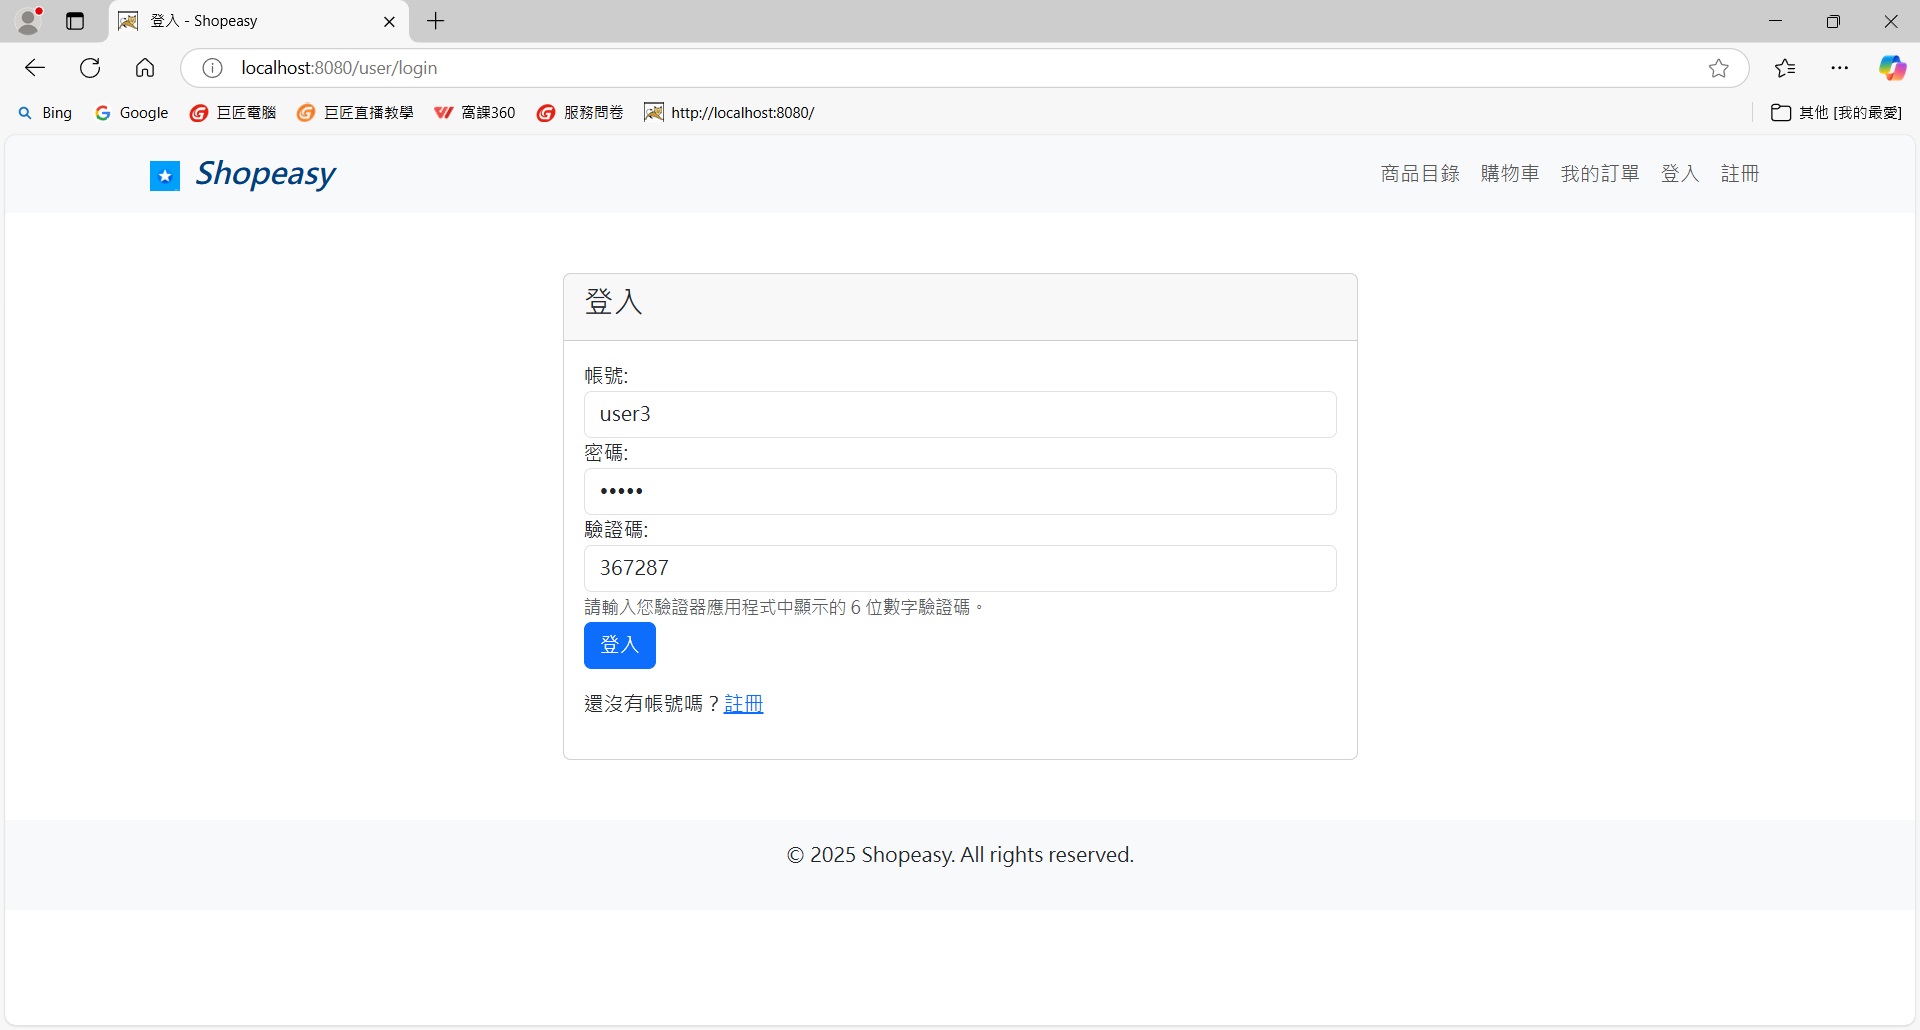 登入 - Shopeasy
localhost:8080/user/login
Bing Google 巨匠電腦 巨匠直播教學 窩課360 服務問卷 http://localhost:8080/ 其他 [我的最愛]
Shopeasy 商品目錄 購物車 我的訂單 登入 註冊
登入
帳號:
user3
密碼:
•••••
驗證碼:
367287
請輸入您驗證器應用程式中顯示的 6 位數字驗證碼。
登入
還沒有帳號嗎？註冊
© 2025 Shopeasy. All rights reserved.